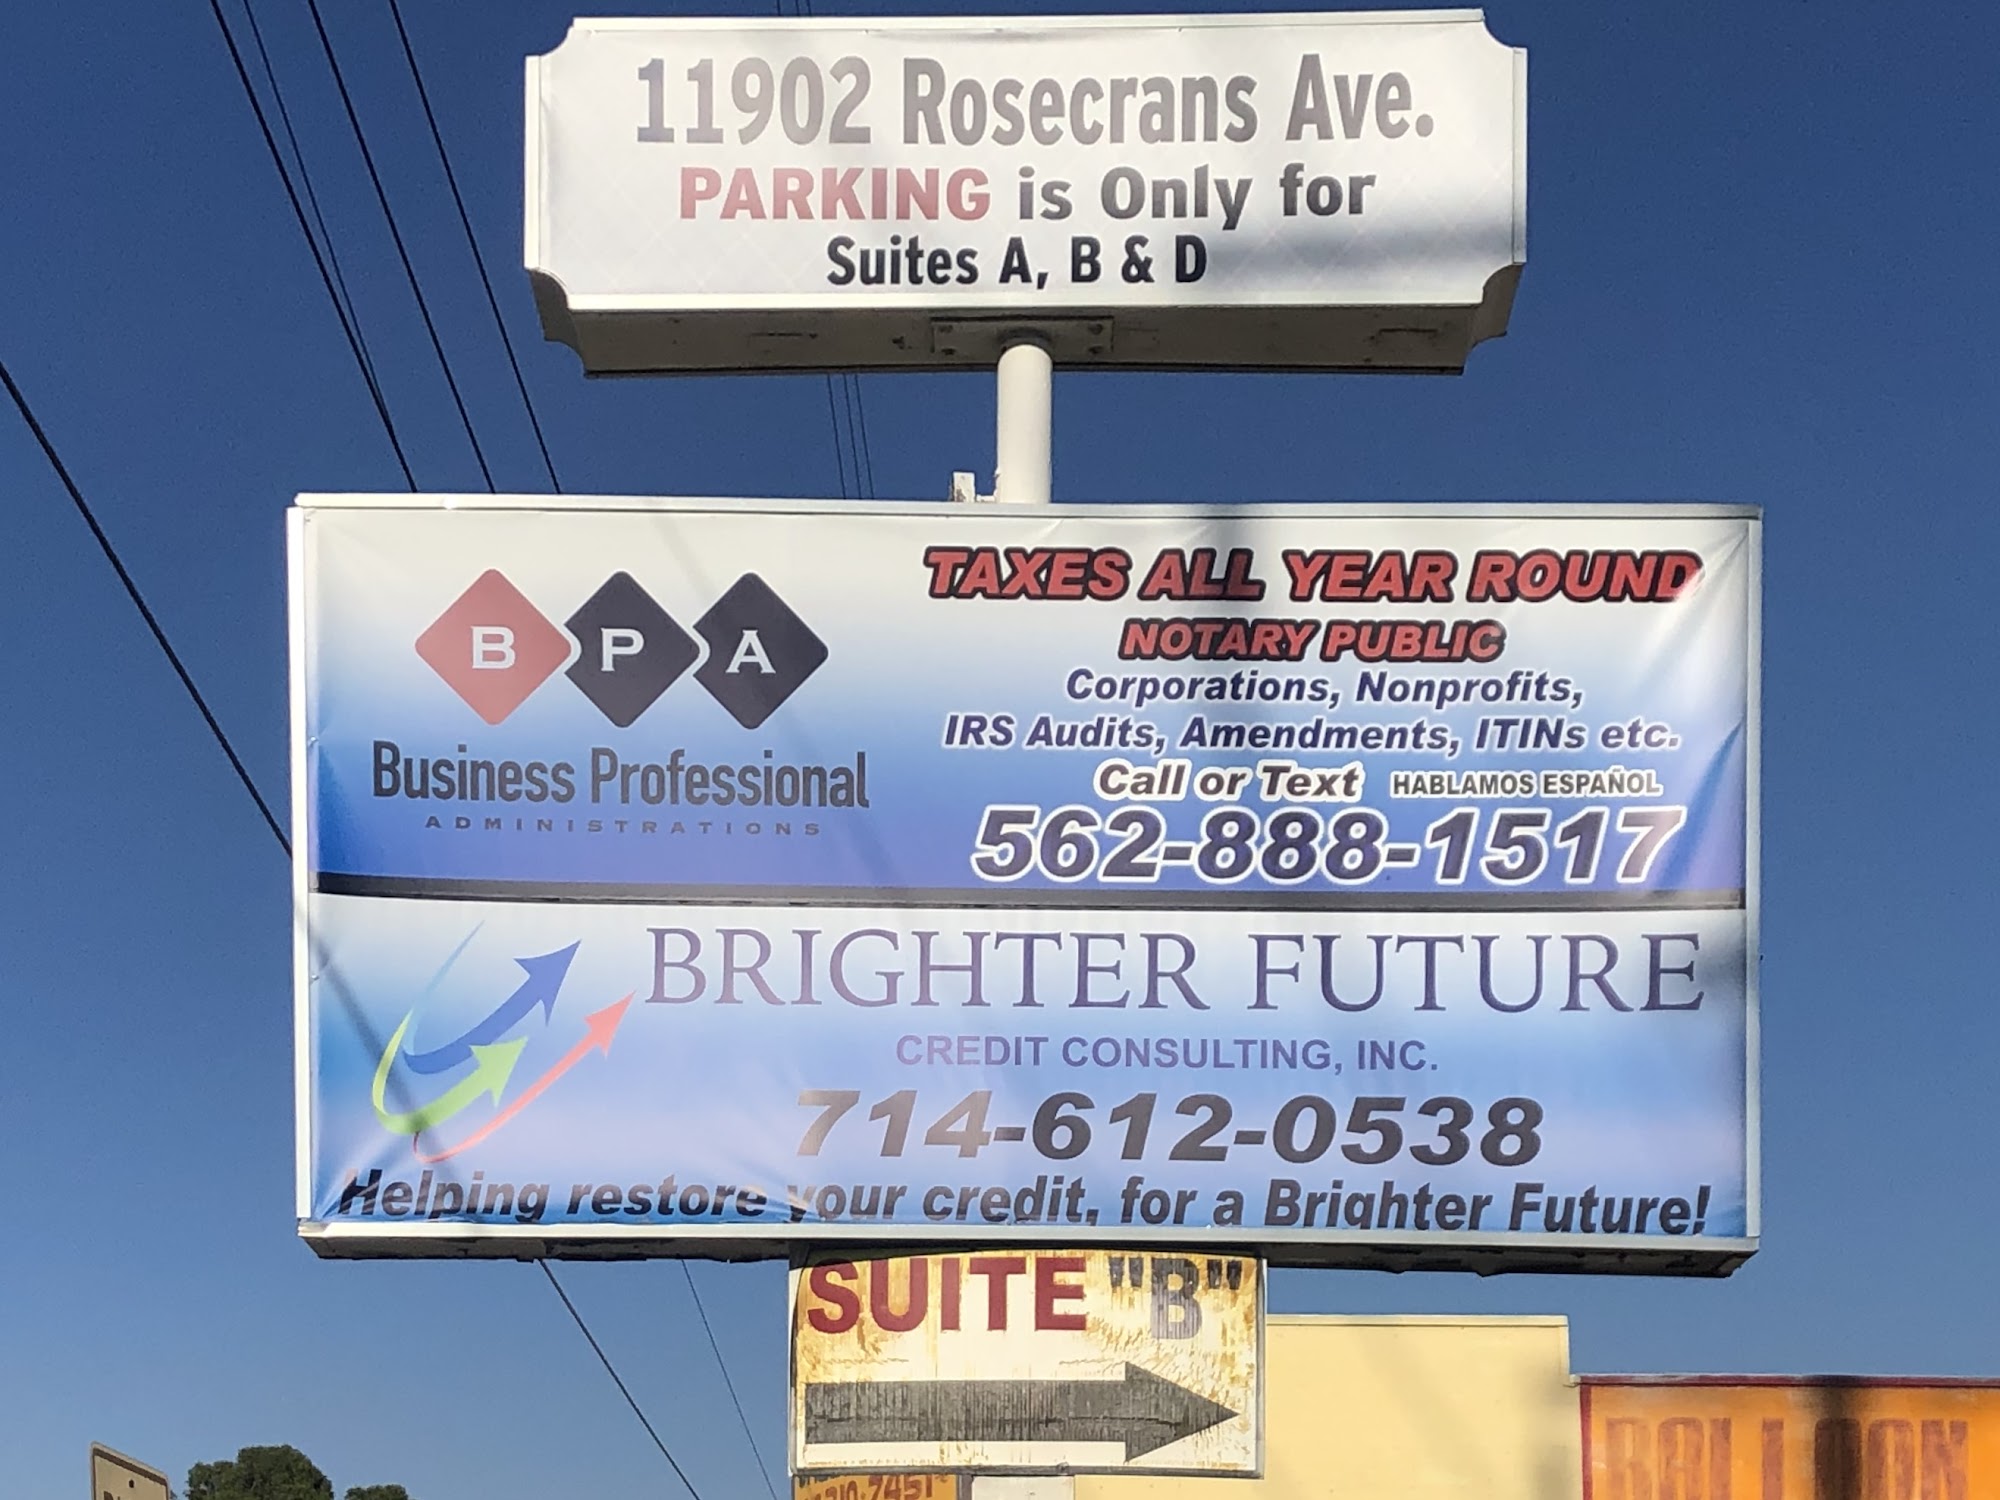 11902 Rosecrans Ave.
PARKING is Only for
Suites A, B & D
B P A
Business Professional
ADMINISTRATIONS
TAXES ALL YEAR ROUND
NOTARY PUBLIC
Corporations, Nonprofits,
IRS Audits, Amendments, ITINs etc.
Call or Text HABLAMOS ESPAÑOL
562-888-1517
BRIGHTER FUTURE
CREDIT CONSULTING, INC.
714-612-0538
Helping restore your credit, for a Brighter Future!
SUITE "B"
BALLOON